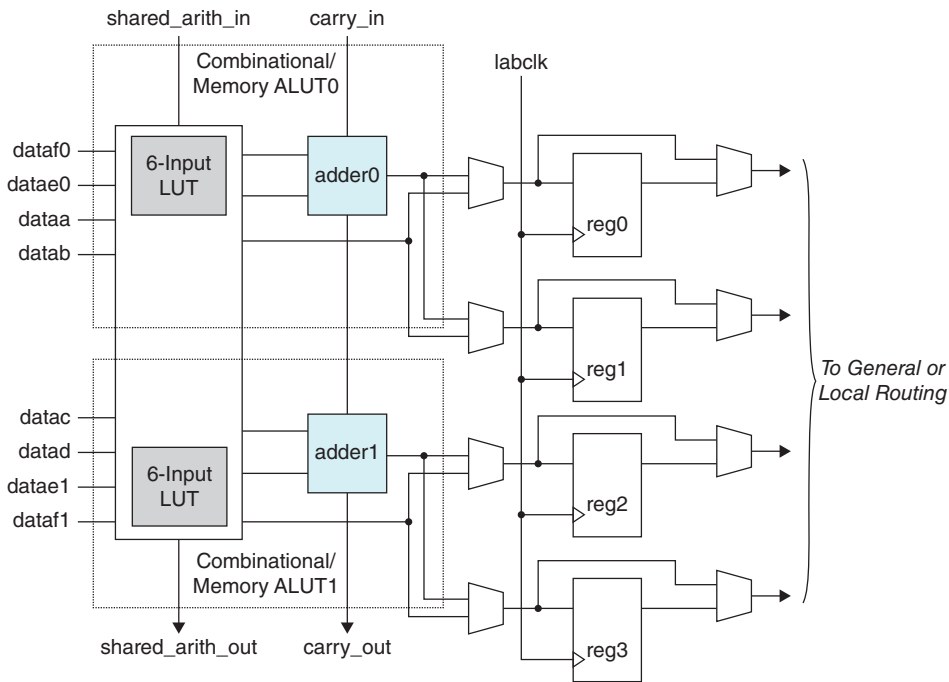 shared_arith_in
carry_in
Combinational/
Memory ALUT0
labclk
dataf0
datae0
dataa
datab
6-Input
LUT
adder0
reg0
reg1
To General or
Local Routing
datac
datad
datae1
dataf1
6-Input
LUT
adder1
reg2
Combinational/
Memory ALUT1
reg3
shared_arith_out
carry_out